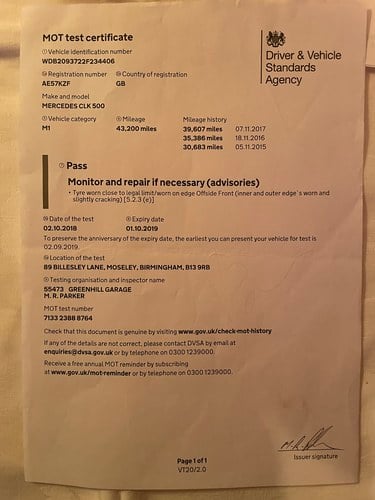 MOT test certificate
Driver & Vehicle
Standards
Agency
Vehicle identification number
WDB2093722F234406
Registration number Country of registration
AE57KZF GB
Make and model
MERCEDES CLK 500
Vehicle category Mileage Mileage history
M1 43,200 miles 39,607 miles 07.11.2017
35,386 miles 18.11.2016
30,683 miles 05.11.2015
Pass
Monitor and repair if necessary (advisories)
• Tyre worn close to legal limit/worn on edge Offside Front (inner and outer edge`s worn and
slightly cracking) [5.2.3 (e)]
Date of the test Expiry date
02.10.2018 01.10.2019
To preserve the anniversary of the expiry date, the earliest you can present your vehicle for test is
02.09.2019.
Location of the test
89 BILLESLEY LANE, MOSELEY, BIRMINGHAM, B13 9RB
Testing organisation and inspector name
55473 GREENHILL GARAGE
M. R. PARKER
MOT test number
7133 2388 8764
Check that this document is genuine by visiting www.gov.uk/check-mot-history
If any of the details are not correct, please contact DVSA by email at
enquiries@dvsa.gov.uk or by telephone on 0300 1239000.
Receive a free annual MOT reminder by subscribing
at www.gov.uk/mot-reminder or by telephone on 0300 1239000.
Issuer signature
Page 1 of 1
VT20/2.0